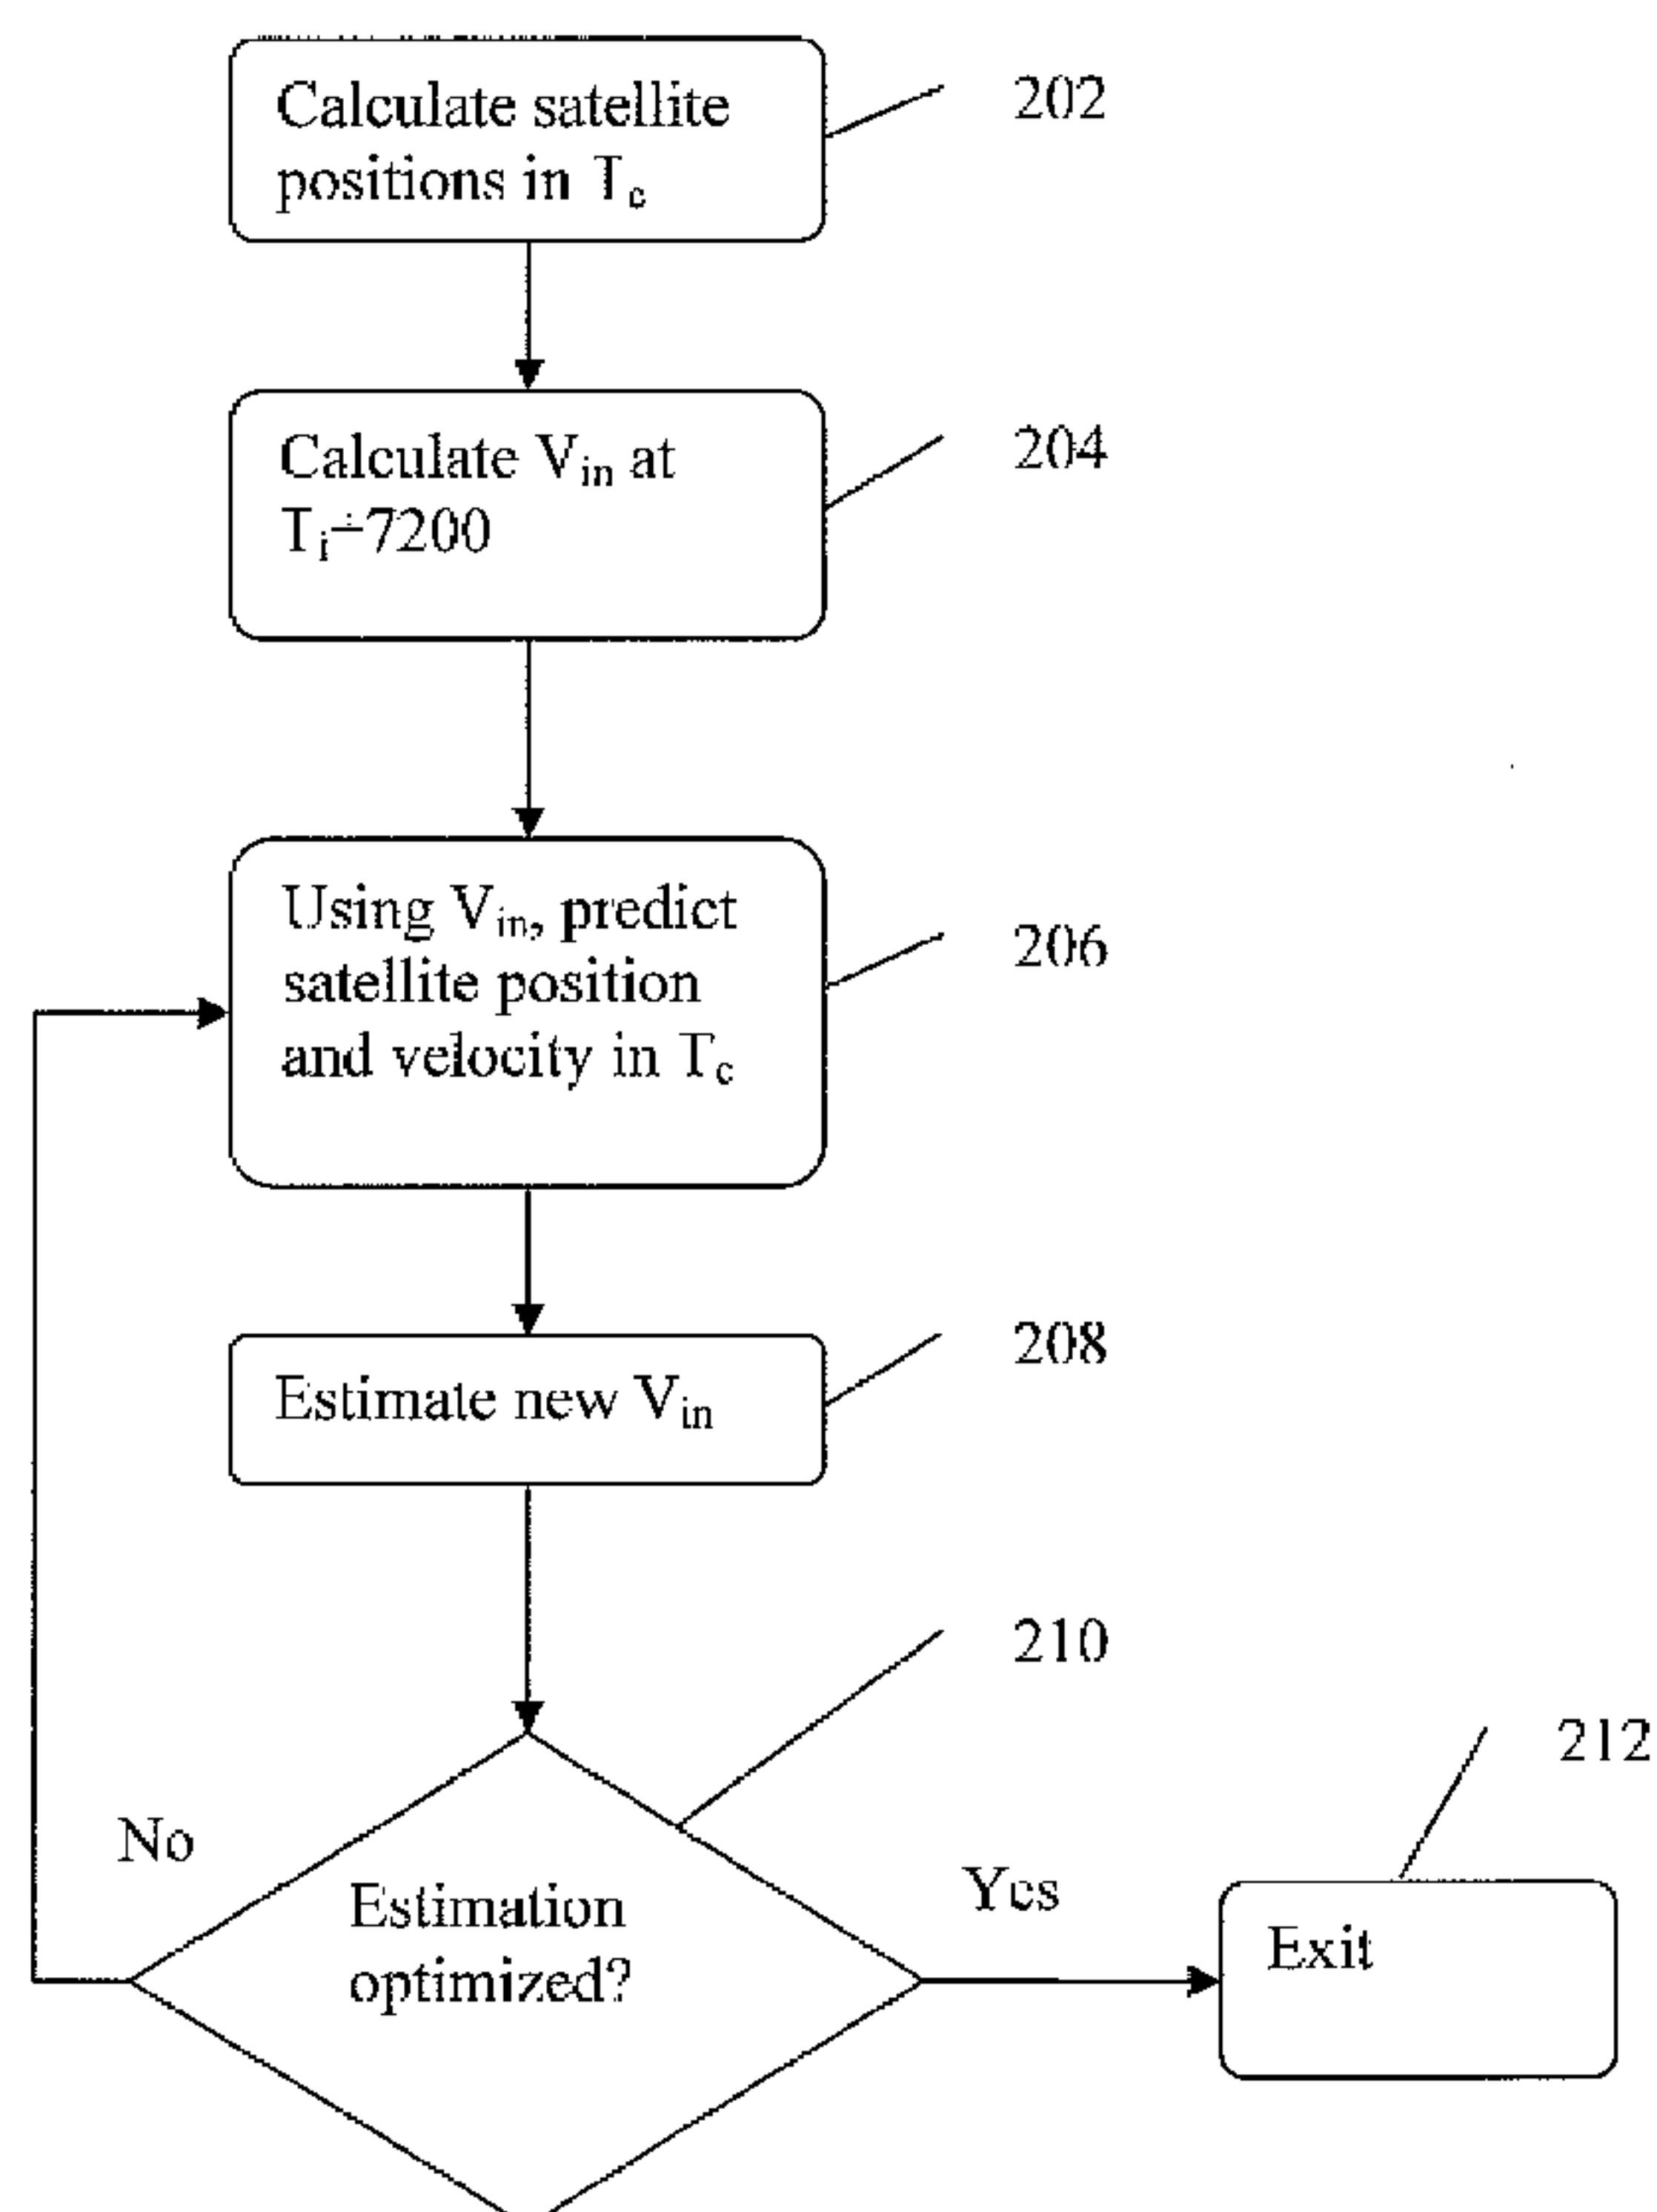 Calculate satellite
positions in Tc
202
Calculate Vin at
Ti+7200
204
Using Vin, predict
satellite position
and velocity in Tc
206
Estimate new Vin
208
210
212
No
Yes
Estimation
optimized?
Exit